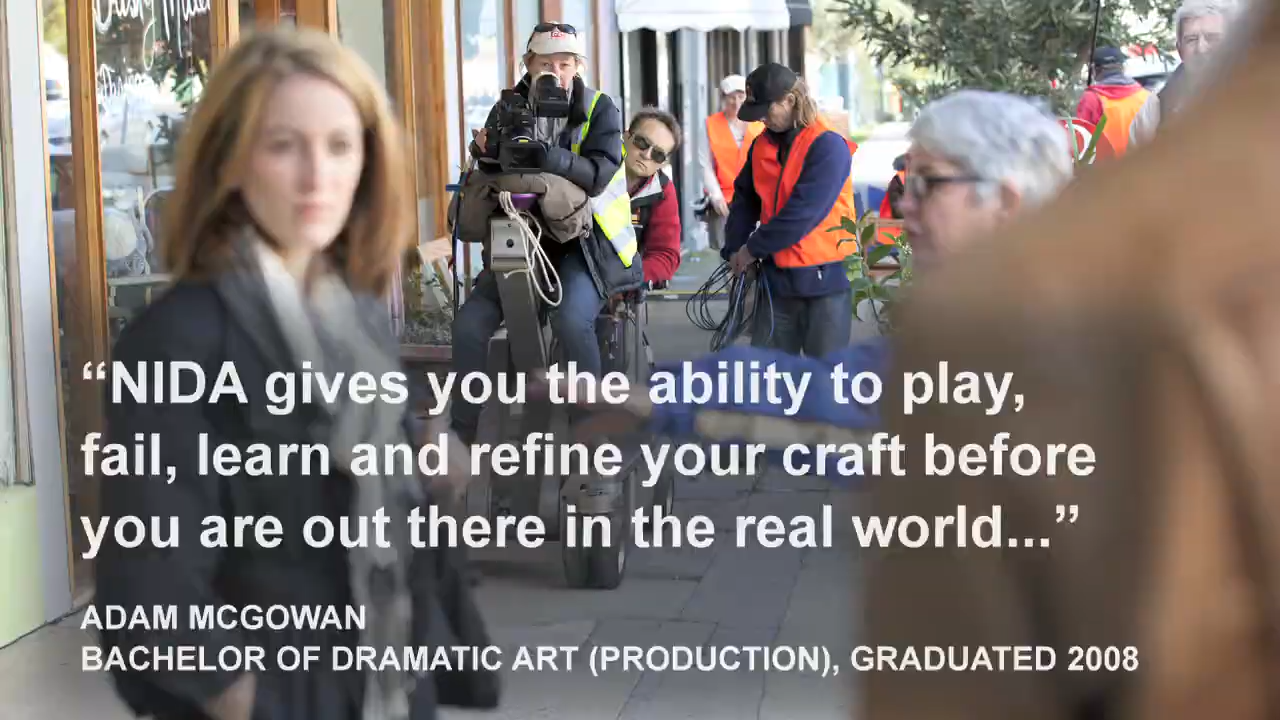 “NIDA gives you the ability to play,
fail, learn and refine your craft before
you are out there in the real world...”
ADAM MCGOWAN
BACHELOR OF DRAMATIC ART (PRODUCTION), GRADUATED 2008